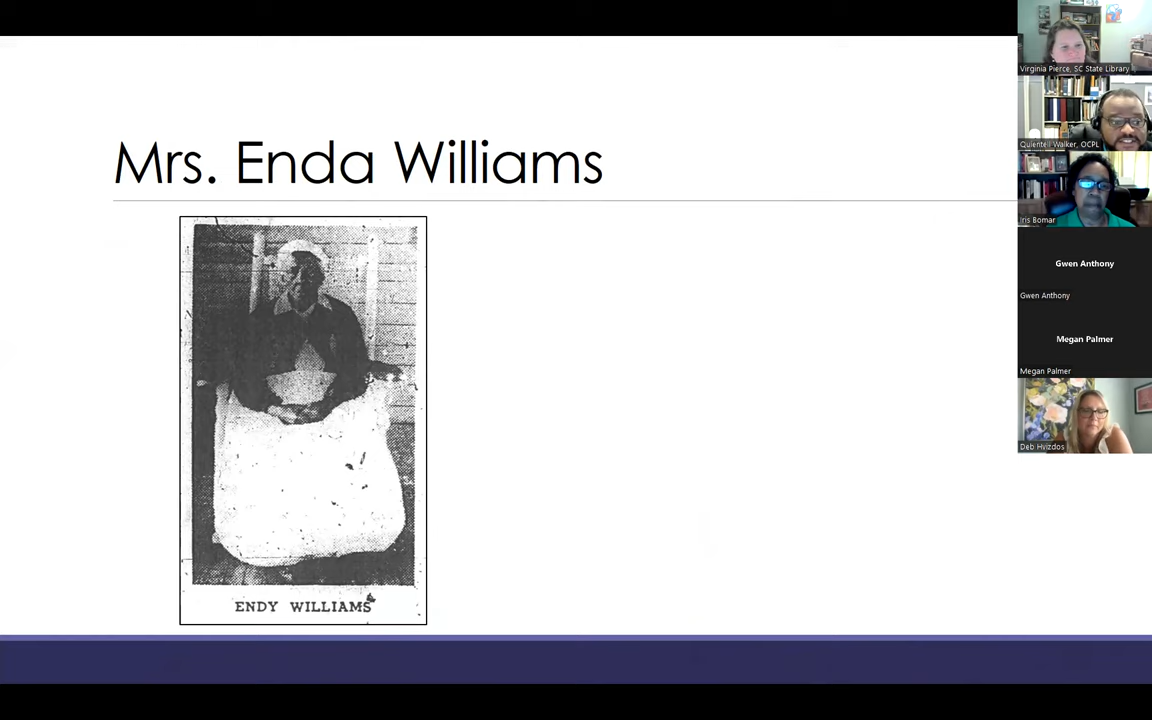 Mrs. Enda Williams
ENDY WILLIAMS
Virginia Pierce, SC State Library
Quientell Walker, OCPL
Iris Bomar
Gwen Anthony
Gwen Anthony
Megan Palmer
Megan Palmer
Deb Hvizdos